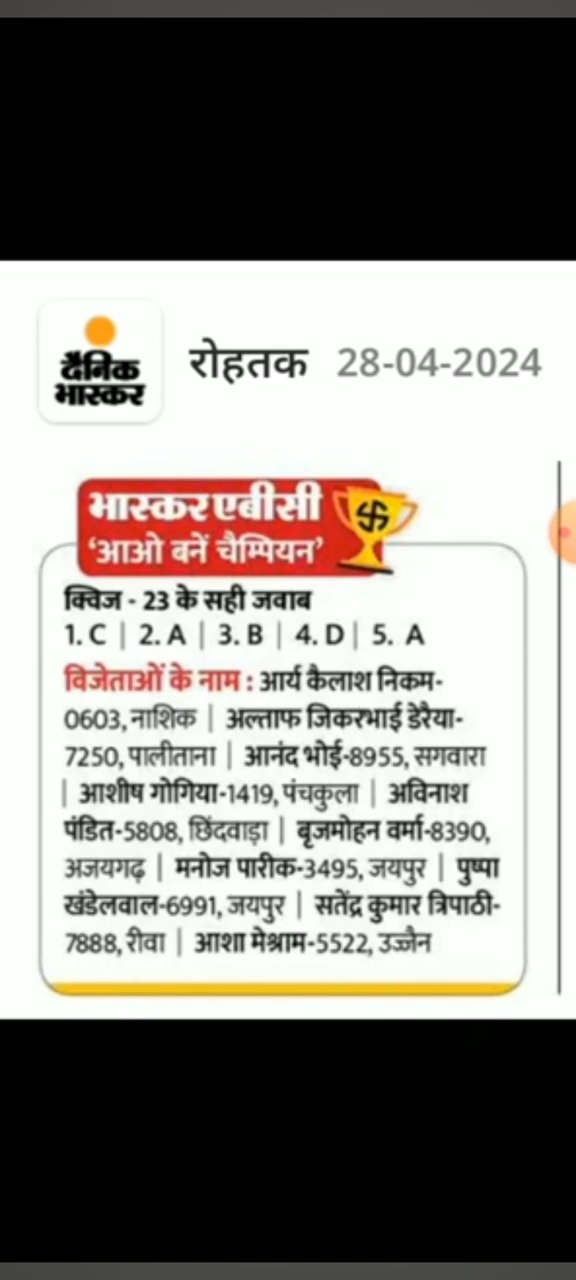 दैनिक
भास्कर
रोहतक 28-04-2024
भास्कर एबीसी
‘आओ बनें चैम्पियन’
क्विज - 23 के सही जवाब
1. C | 2. A | 3. B | 4. D | 5. A
विजेताओं के नाम : आर्य कैलाश निकम-
0603, नाशिक | अल्ताफ जिकरभाई डेरैया-
7250, पालीताना | आनंद भोई-8955, सगवारा
| आशीष गोगिया-1419, पंचकुला | अविनाश
पंडित-5808, छिंदवाड़ा | बृजमोहन वर्मा-8390,
अजयगढ़ | मनोज पारीक-3495, जयपुर | पुष्पा
खंडेलवाल-6991, जयपुर | सतेंद्र कुमार त्रिपाठी-
7888, रीवा | आशा मेश्राम-5522, उज्जैन